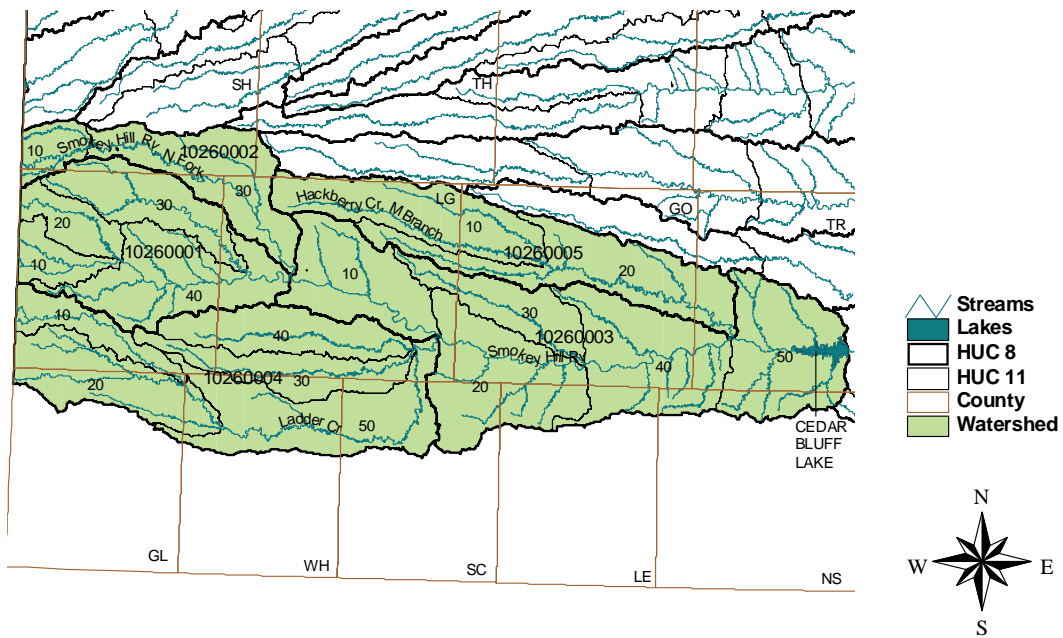 SH
TH
10
Smokey Hill Rv, N Fork
10260002
30
30
LG
Hackberry Cr, M Branch
GO
20
10
TR
10260001
10260005
10
10
20
40
10
30
40
10260003
Smokey Hill Rv
50
40
10260004
20
30
20
Ladder Cr
50
CEDAR
BLUFF
LAKE
GL
WH
SC
LE
NS
Streams
Lakes
HUC 8
HUC 11
County
Watershed
N
W
E
S